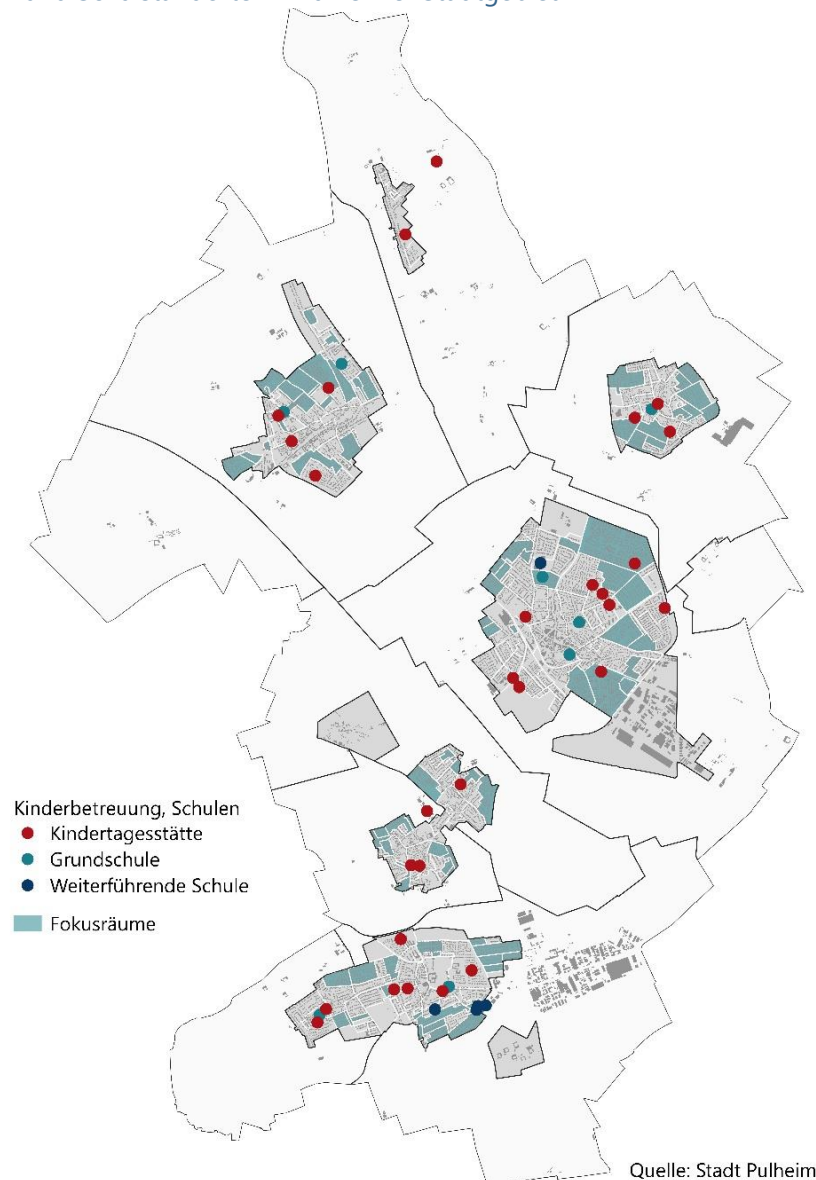 Kinderbetreuung, Schulen
Kindertagesstätte
Grundschule
Weiterführende Schule
Fokusräume
Quelle: Stadt Pulheim